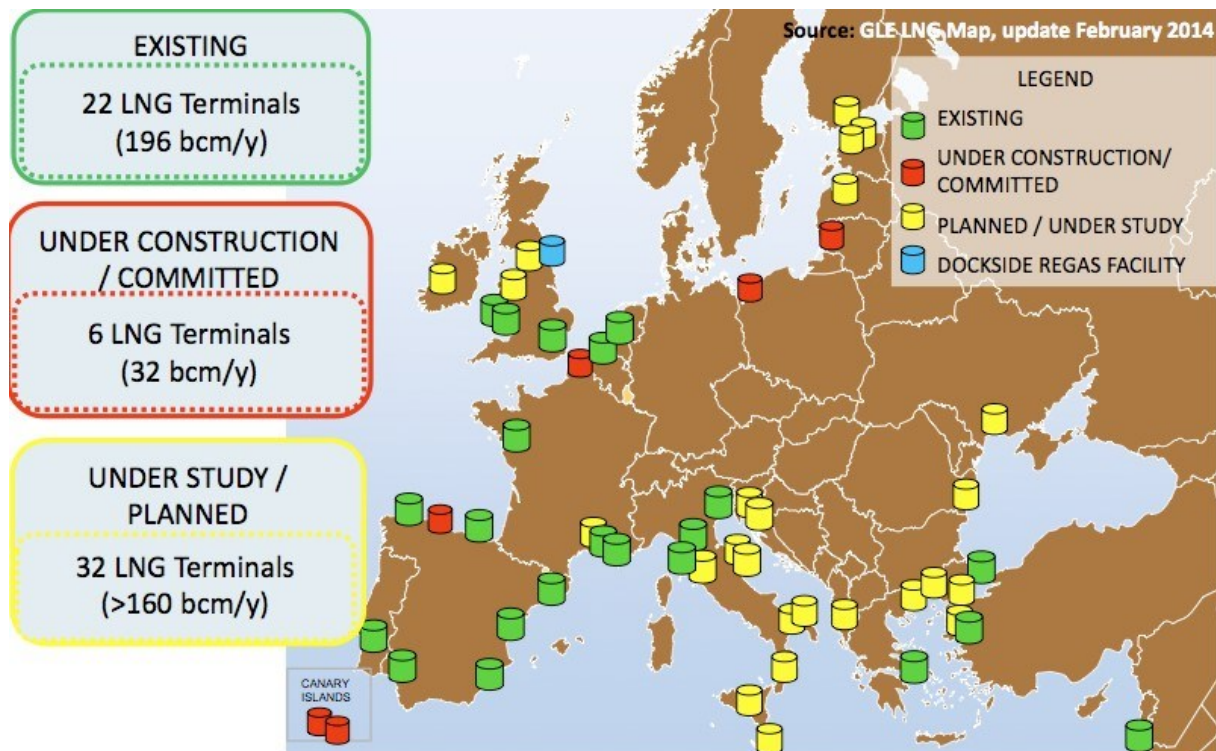 EXISTING
22 LNG Terminals
(196 bcm/y)
UNDER CONSTRUCTION
/ COMMITTED
6 LNG Terminals
(32 bcm/y)
UNDER STUDY /
PLANNED
32 LNG Terminals
(>160 bcm/y)
Source: GLE LNG Map, update February 2014
LEGEND
EXISTING
UNDER CONSTRUCTION/
COMMITTED
PLANNED / UNDER STUDY
DOCKSIDE REGAS FACILITY
CANARY
ISLANDS